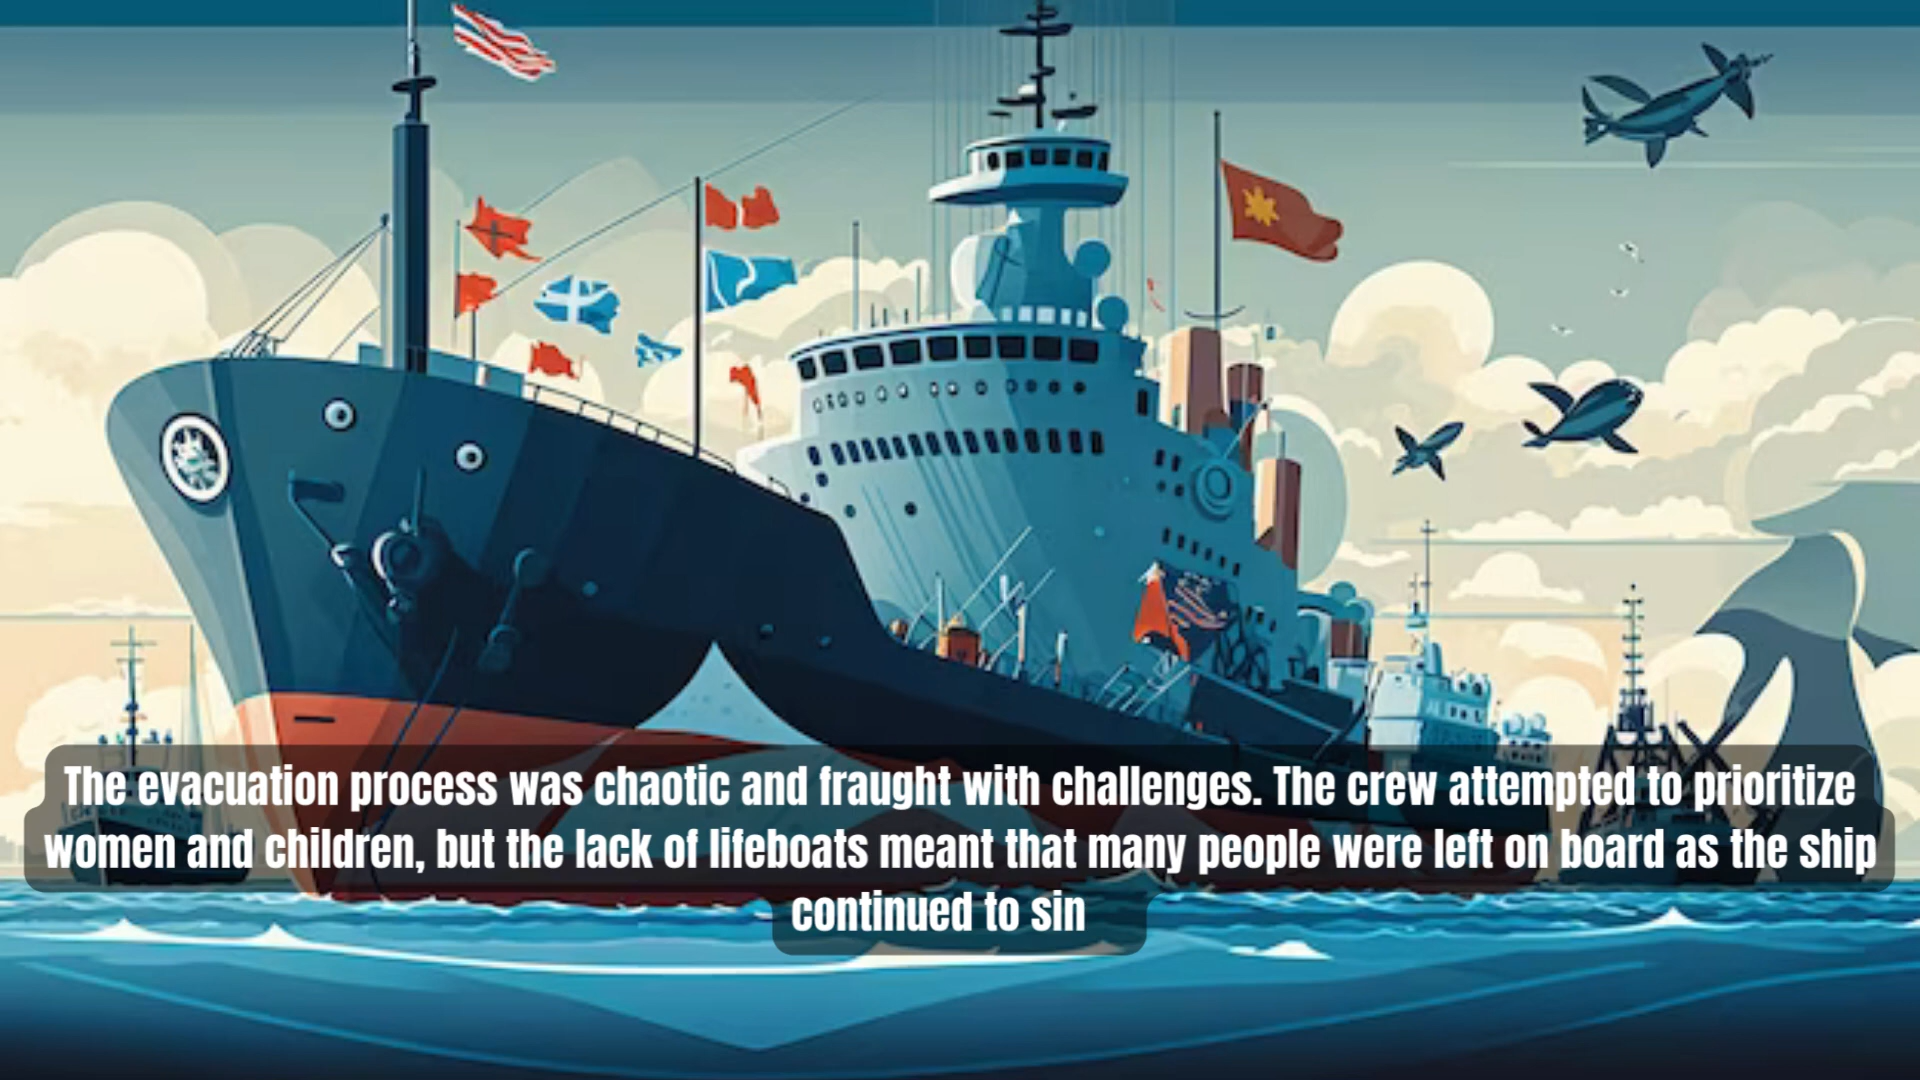 The evacuation process was chaotic and fraught with challenges. The crew attempted to prioritize
women and children, but the lack of lifeboats meant that many people were left on board as the ship
continued to sin